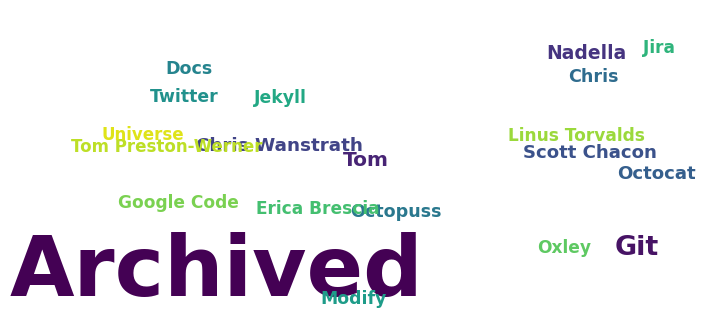 Jira
Nadella
Docs
Chris
Twitter
Jekyll
Universe
Linus Torvalds
Chris Wanstrath
Tom Preston-Werner
Scott Chacon
Tom
Octocat
Google Code
Erica Brescia
Octopuss
Oxley
Git
Archived
Modify